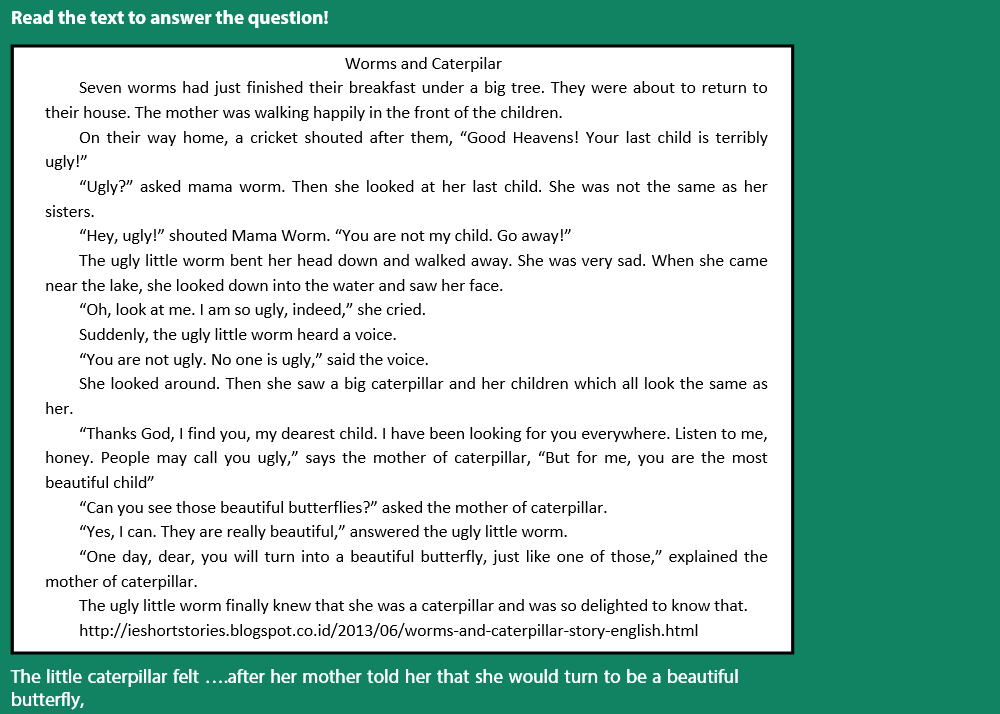 Read the text to answer the question!
Worms and Caterpilar
Seven worms had just finished their breakfast under a big tree. They were about to return to
their house. The mother was walking happily in the front of the children.
On their way home, a cricket shouted after them, “Good Heavens! Your last child is terribly
ugly!”
“Ugly?” asked mama worm. Then she looked at her last child. She was not the same as her
sisters.
“Hey, ugly!” shouted Mama Worm. “You are not my child. Go away!”
The ugly little worm bent her head down and walked away. She was very sad. When she came
near the lake, she looked down into the water and saw her face.
“Oh, look at me. I am so ugly, indeed,” she cried.
Suddenly, the ugly little worm heard a voice.
“You are not ugly. No one is ugly,” said the voice.
She looked around. Then she saw a big caterpillar and her children which all look the same as
her.
“Thanks God, I find you, my dearest child. I have been looking for you everywhere. Listen to me,
honey. People may call you ugly,” says the mother of caterpillar, “But for me, you are the most
beautiful child”
“Can you see those beautiful butterflies?” asked the mother of caterpillar.
“Yes, I can. They are really beautiful,” answered the ugly little worm.
“One day, dear, you will turn into a beautiful butterfly, just like one of those,” explained the
mother of caterpillar.
The ugly little worm finally knew that she was a caterpillar and was so delighted to know that.
http://ieshortstories.blogspot.co.id/2013/06/worms-and-caterpillar-story-english.html
The little caterpillar felt ….after her mother told her that she would turn to be a beautiful
butterfly,